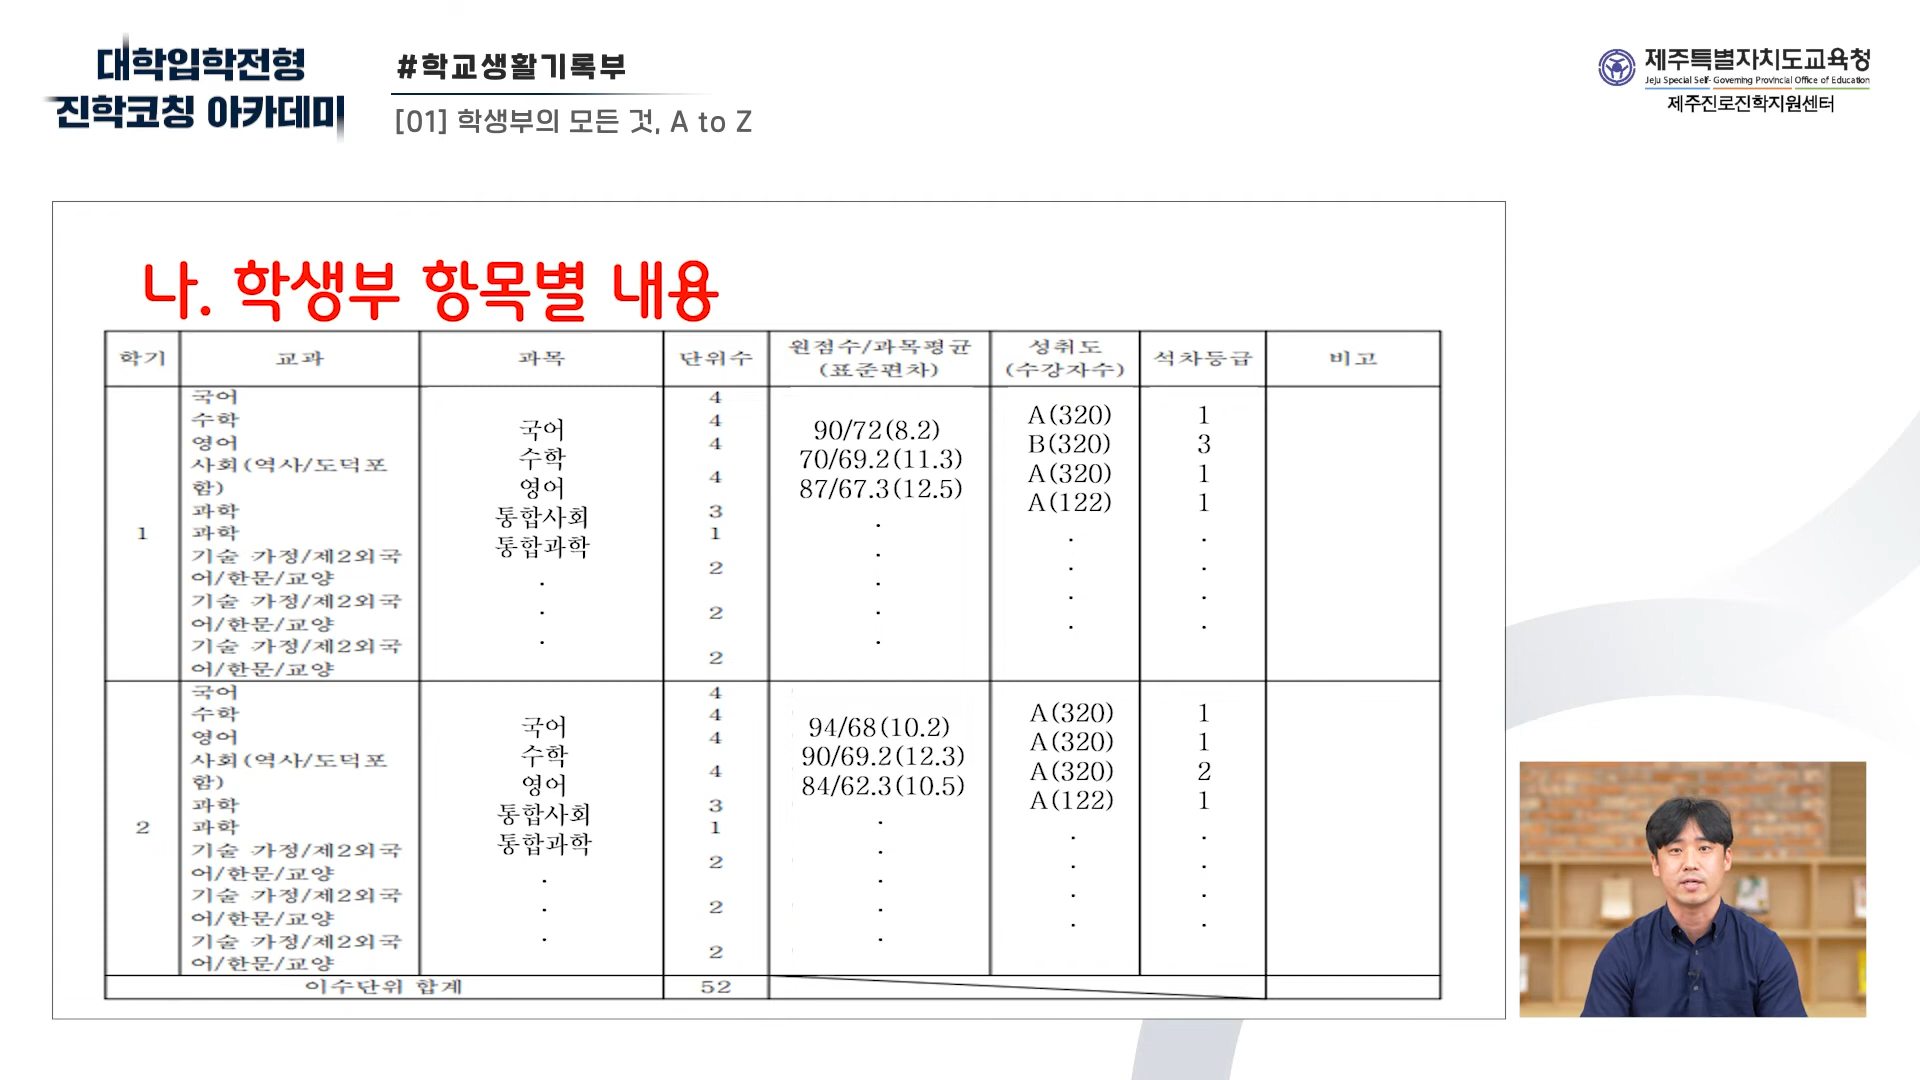 대학입학전형
진학코칭 아카데미
#학교생활기록부
[01] 학생부의 모든 것, A to Z
제주특별자치도교육청
Jeju Special Self- Governing Provincial Office of Education
제주진로진학지원센터
나. 학생부 항목별 내용
학기 교과 과목 단위수 원점수/과목평균 (표준편차) 성취도 (수강자수) 석차등급 비고
1
국어
수학
영어
사회(역사/도덕포
함)
과학
과학
기술 가정/제2외국
어/한문/교양
기술 가정/제2외국
어/한문/교양
기술 가정/제2외국
어/한문/교양
국어
수학
영어
통합사회
통합과학
.
.
.
4
4
4
4
3
1
2
2
2
90/72(8.2)
70/69.2(11.3)
87/67.3(12.5)
.
.
.
.
.
A(320)
B(320)
A(320)
A(122)
.
.
.
.
1
3
1
1
.
.
.
.
2
국어
수학
영어
사회(역사/도덕포
함)
과학
과학
기술 가정/제2외국
어/한문/교양
기술 가정/제2외국
어/한문/교양
기술 가정/제2외국
어/한문/교양
국어
수학
영어
통합사회
통합과학
.
.
.
4
4
4
4
3
1
2
2
2
94/68(10.2)
90/69.2(12.3)
84/62.3(10.5)
.
.
.
.
.
A(320)
A(320)
A(320)
A(122)
.
.
.
.
1
1
2
1
.
.
.
.
이수단위 합계 52